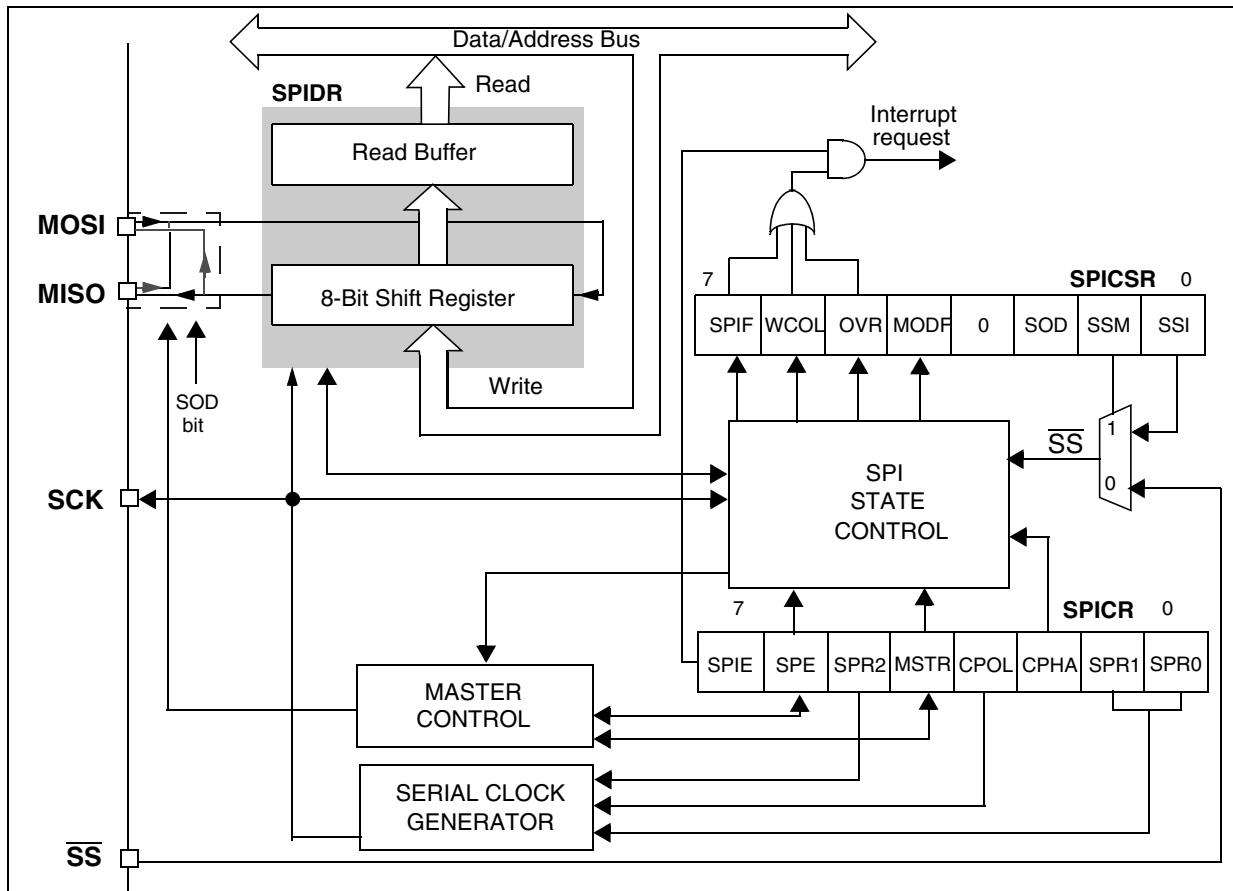 Data/Address Bus
Read
SPIDR
Interrupt
request
Read Buffer
MOSI
MISO
8-Bit Shift Register
7
SPICSR
0
SPIF WCOL OVR MODF 0 SOD SSM SSI
Write
SOD
bit
1
SS
0
SCK
SPI
STATE
CONTROL
7
SPICR
0
SPIE SPE SPR2 MSTR CPOL CPHA SPR1 SPR0
MASTER
CONTROL
SERIAL CLOCK
GENERATOR
SS